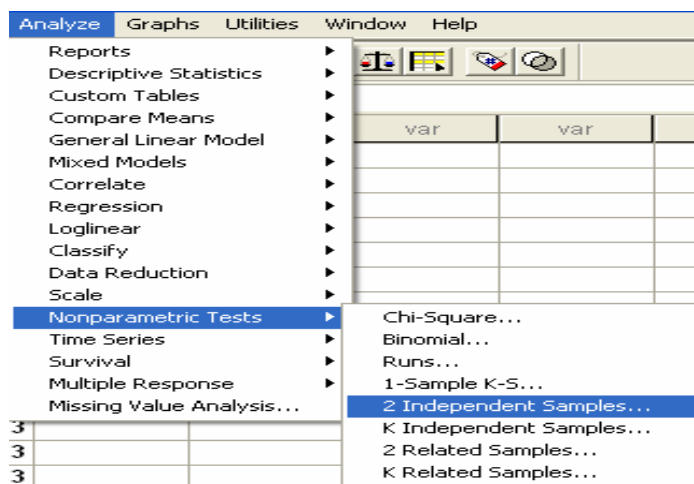 Analyze Graphs Utilities Window Help
Reports
Descriptive Statistics
Custom Tables
Compare Means
General Linear Model
Mixed Models
Correlate
Regression
Loglinear
Classify
Data Reduction
Scale
Nonparametric Tests
Time Series
Survival
Multiple Response
Missing Value Analysis...
var var
Chi-Square...
Binomial...
Runs...
1-Sample K-S...
2 Independent Samples...
K Independent Samples...
2 Related Samples...
K Related Samples...
3
3
3